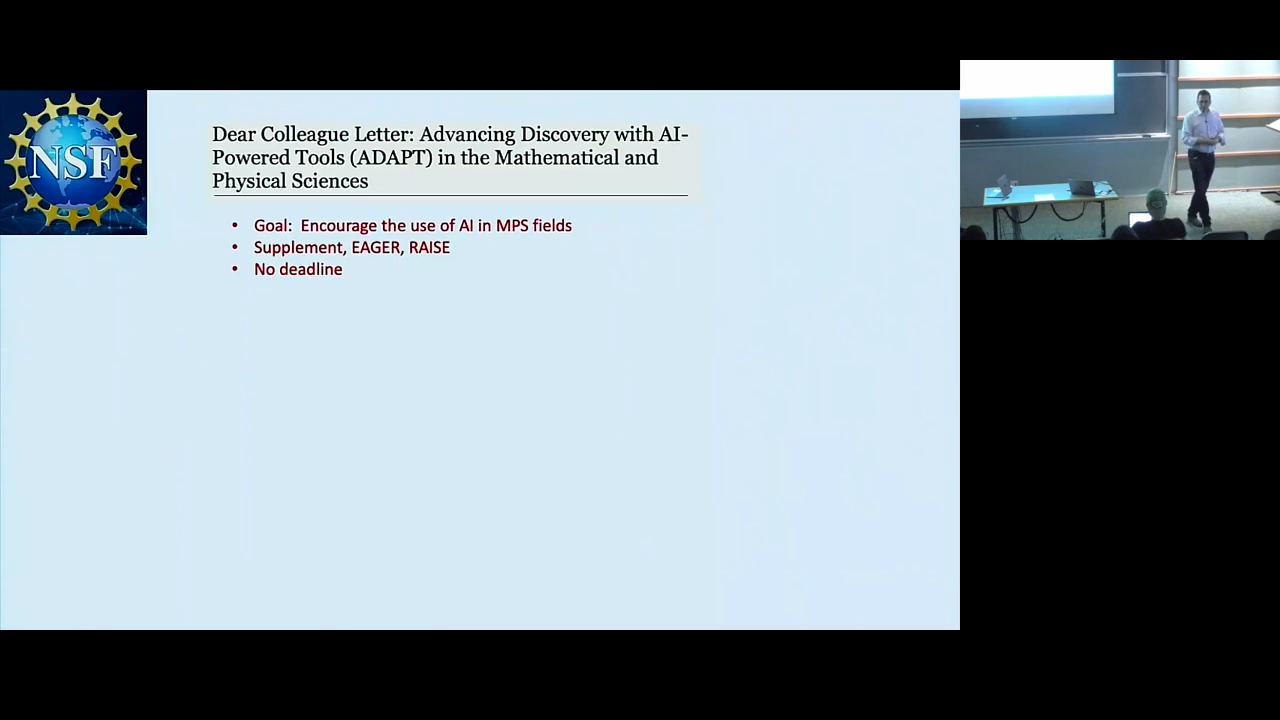 NSF
Dear Colleague Letter: Advancing Discovery with AI-
Powered Tools (ADAPT) in the Mathematical and
Physical Sciences
• Goal: Encourage the use of AI in MPS fields
• Supplement, EAGER, RAISE
• No deadline